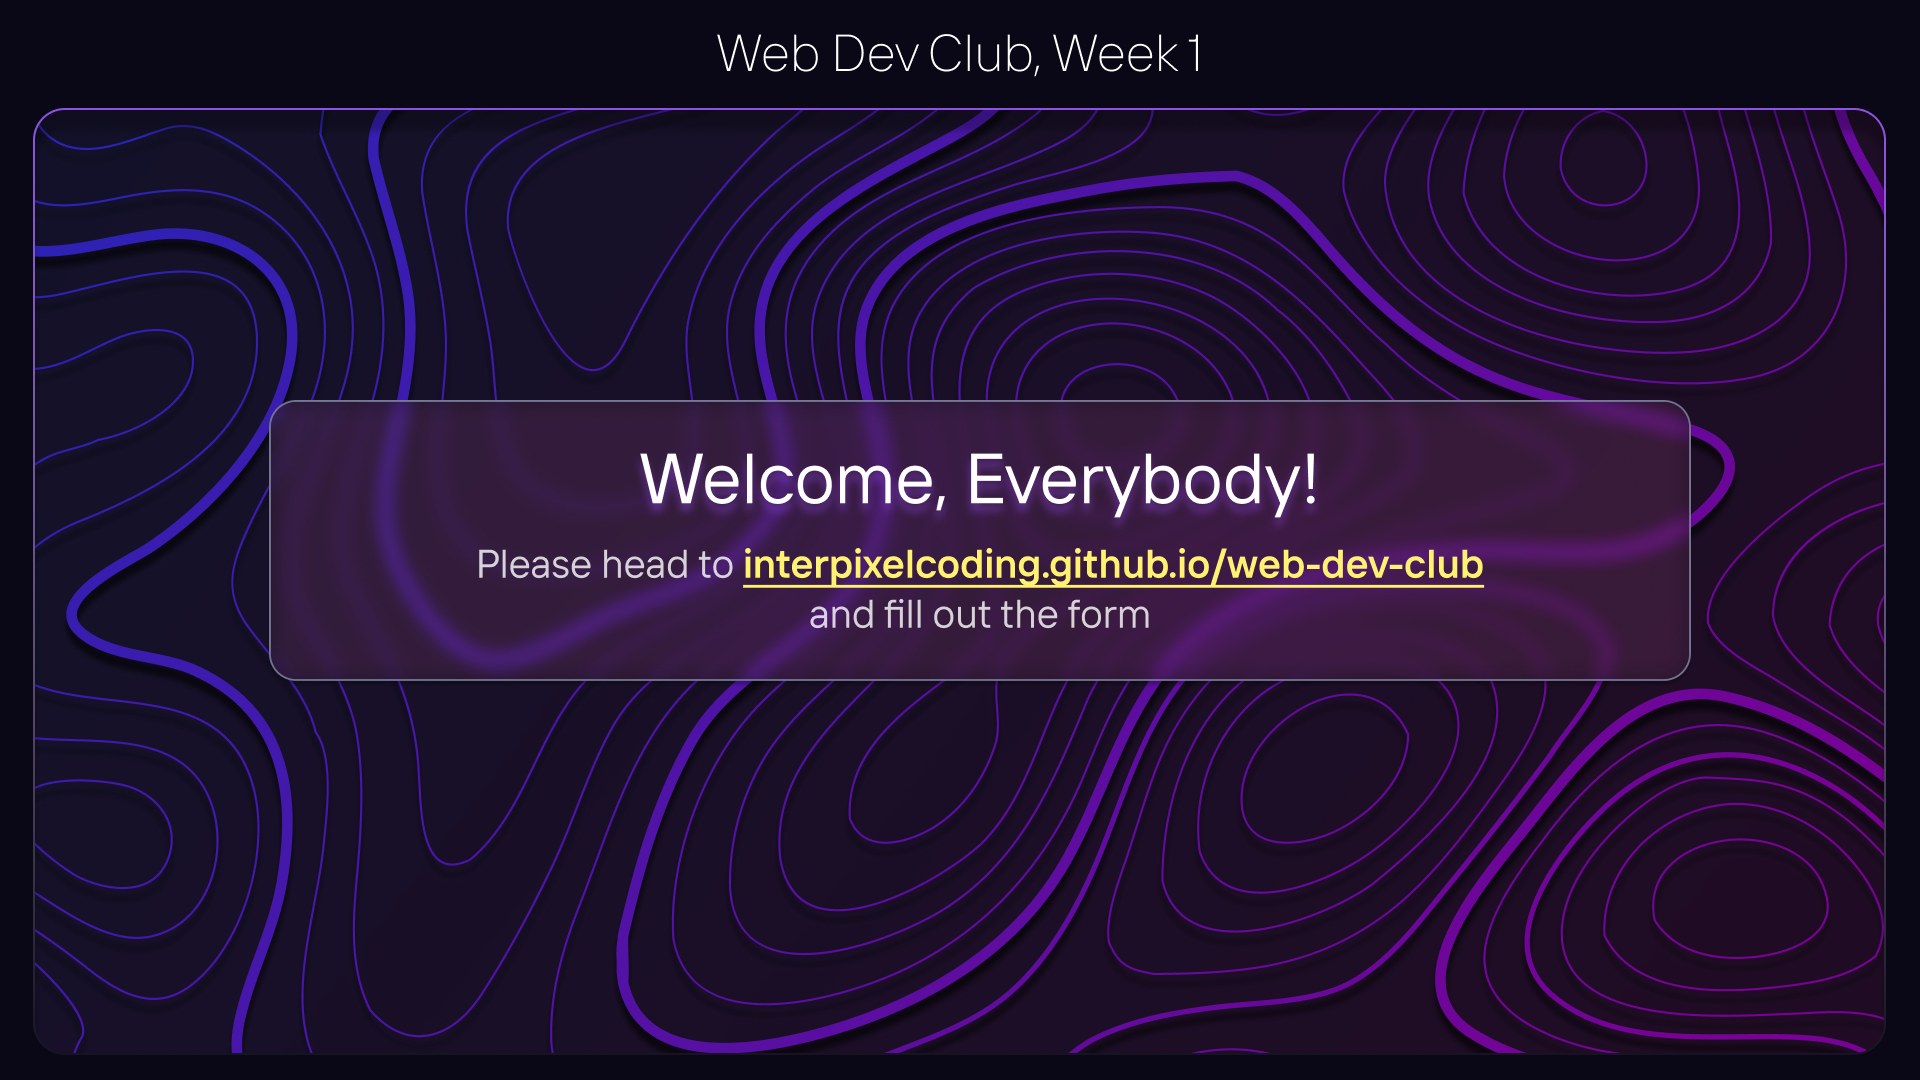 Web Dev Club, Week 1
Welcome, Everybody!
Please head to interpixelcoding.github.io/web-dev-club
and fill out the form